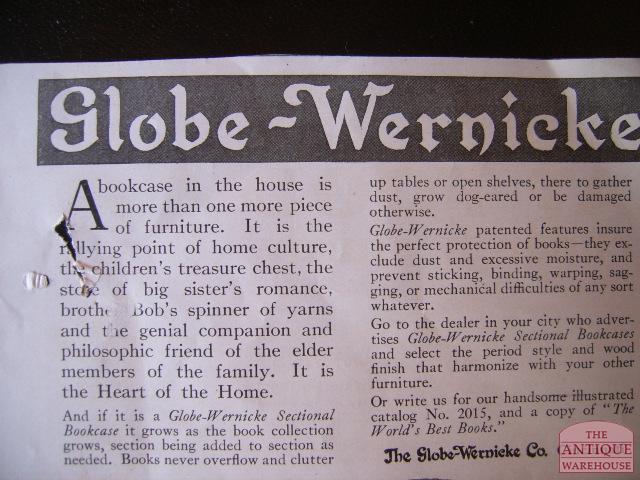 Globe-Wernicke
A bookcase in the house is
more than one more piece
of furniture. It is the
rallying point of home culture,
the children's treasure chest, the
store of big sister's romance,
brother Bob's spinner of yarns
and the genial companion and
philosophic friend of the elder
members of the family. It is
the Heart of the Home.
And if it is a Globe-Wernicke Sectional
Bookcase it grows as the book collection
grows, section being added to section as
needed. Books never overflow and clutter
up tables or open shelves, there to gather
dust, grow dog-eared or be damaged
otherwise.
Globe-Wernicke patented features insure
the perfect protection of books—they ex-
clude dust and excessive moisture, and
prevent sticking, binding, warping, sag-
ging, or mechanical difficulties of any sort
whatever.
Go to the dealer in your city who adver-
tises Globe-Wernicke Sectional Bookcases
and select the period style and wood
finish that harmonize with your other
furniture.
Or write us for our handsome illustrated
catalog No. 2015, and a copy of "The
World's Best Books."
The Globe-Wernicke Co.
THE
ANTIQUE
WAREHOUSE